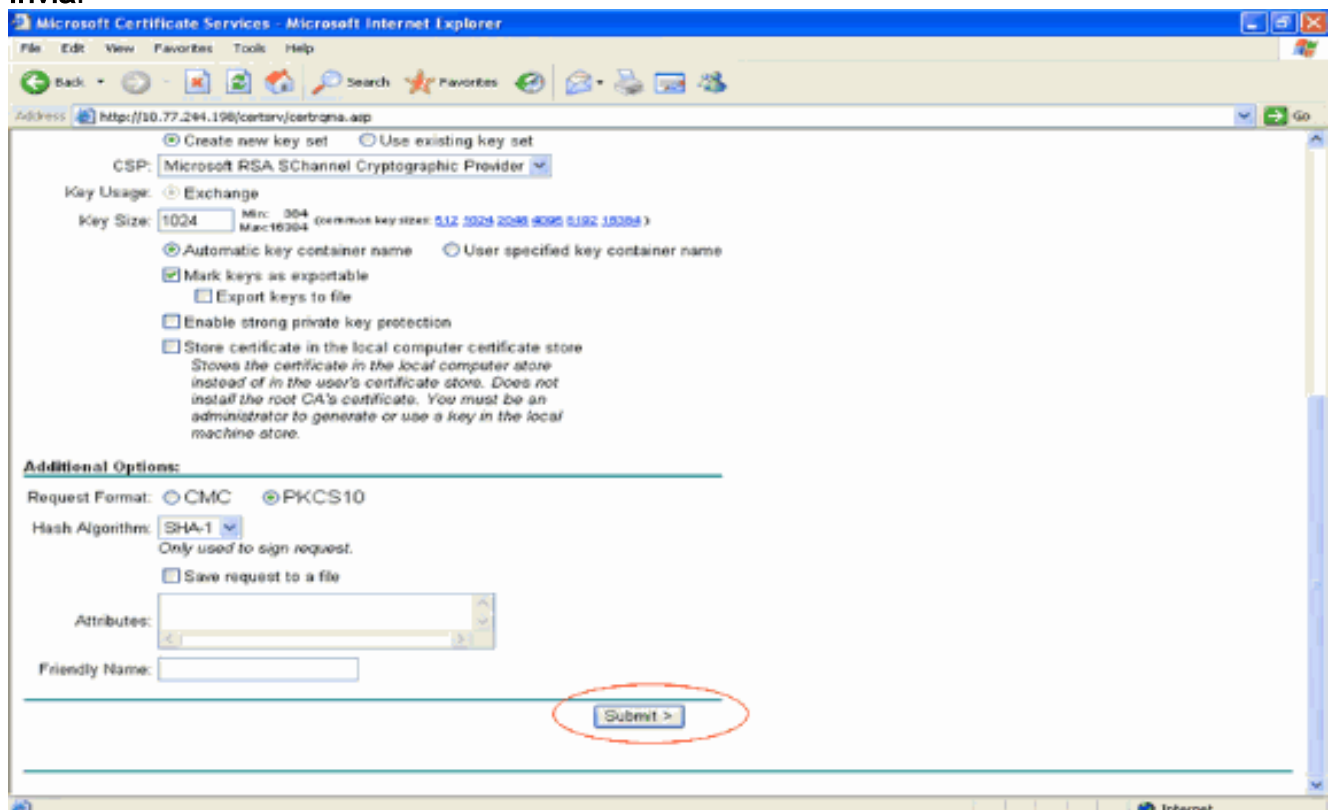 Invia.
Microsoft Certificate Services - Microsoft Internet Explorer
File Edit View Favorites Tools Help
Back Search Favorites
Address http://10.77.244.198/certsrv/certrqma.asp Go
Create new key set Use existing key set
CSP: Microsoft RSA SChannel Cryptographic Provider
Key Usage: Exchange
Key Size: 1024 Min: 384 (common key sizes: 512 1024 2048 4096 8192 16384 )
Max:16384
Automatic key container name User specified key container name
Mark keys as exportable
Export keys to file
Enable strong private key protection
Store certificate in the local computer certificate store
Stores the certificate in the local computer store
instead of in the user's certificate store. Does not
install the root CA's certificate. You must be an
administrator to generate or use a key in the local
machine store.
Additional Options:
Request Format: CMC PKCS10
Hash Algorithm: SHA-1
Only used to sign request.
Save request to a file
Attributes:
Friendly Name:
Submit >
Internet